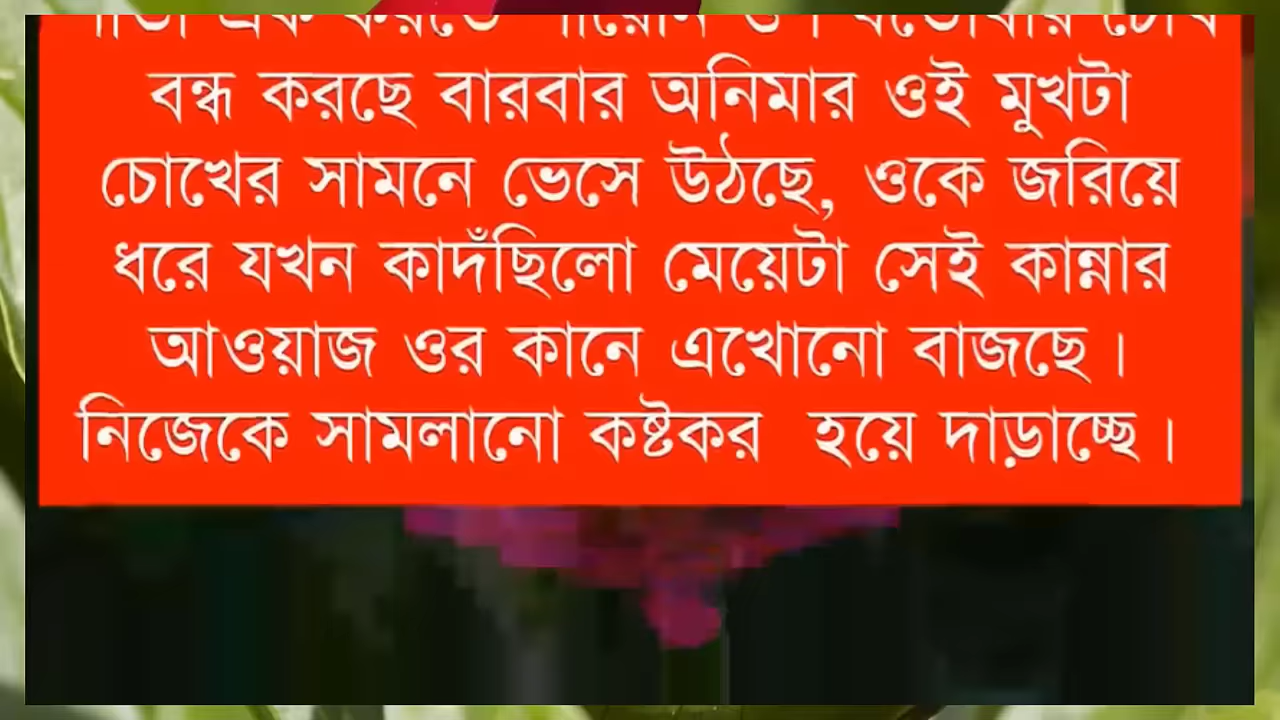 বন্ধ করছে বারবার অনিমার ওই মুখটা
চোখের সামনে ভেসে উঠছে, ওকে জরিয়ে
ধরে যখন কাদঁছিলো মেয়েটা সেই কান্নার
আওয়াজ ওর কানে এখোনো বাজছে।
নিজেকে সামলানো কষ্টকর হয়ে দাড়াচ্ছে।